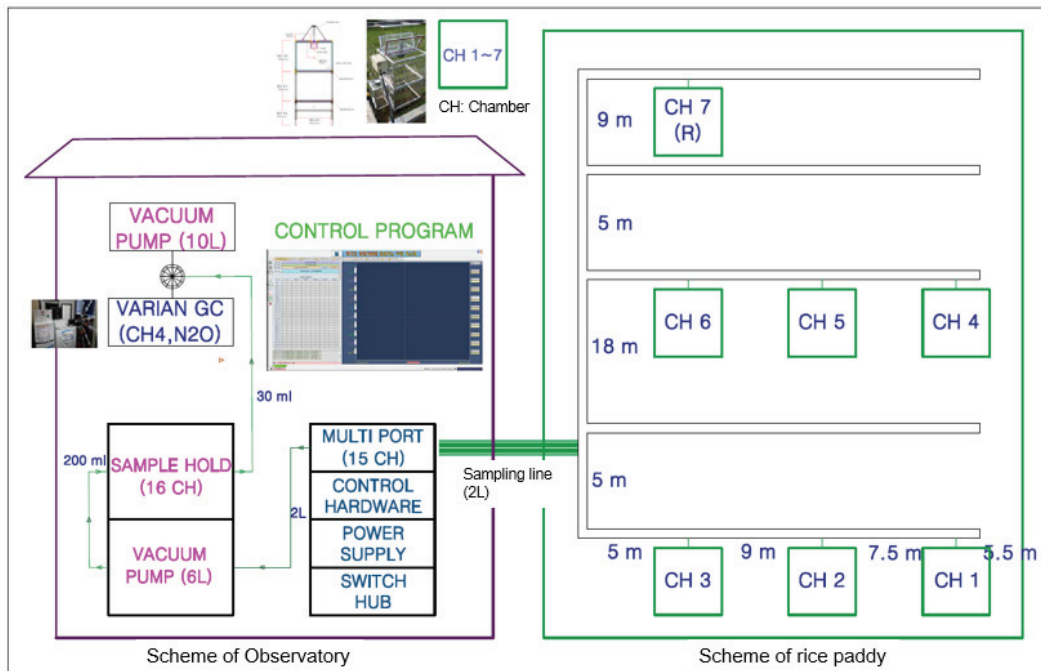 CH 1~7
CH: Chamber
VACUUM
PUMP (10L)
VARIAN GC
(CH4,N2O)
CONTROL PROGRAM
30 ml
200 ml
SAMPLE HOLD
(16 CH)
VACUUM
PUMP (6L)
2L
MULTI PORT
(15 CH)
CONTROL
HARDWARE
POWER
SUPPLY
SWITCH
HUB
Sampling line
(2L)
Scheme of Observatory
9 m
CH 7
(R)
5 m
CH 6
CH 5
CH 4
18 m
5 m
5 m
9 m
7.5 m
5.5 m
CH 3
CH 2
CH 1
Scheme of rice paddy